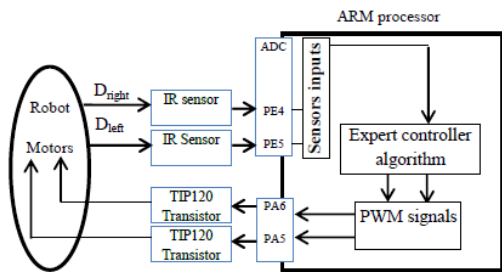 ARM processor
ADC
D_right
IR sensor
PE4
Sensors inputs
Robot
D_left
IR Sensor
PE5
Motors
Expert controller
algorithm
TIP120
Transistor
PA6
PWM signals
TIP120
Transistor
PA5